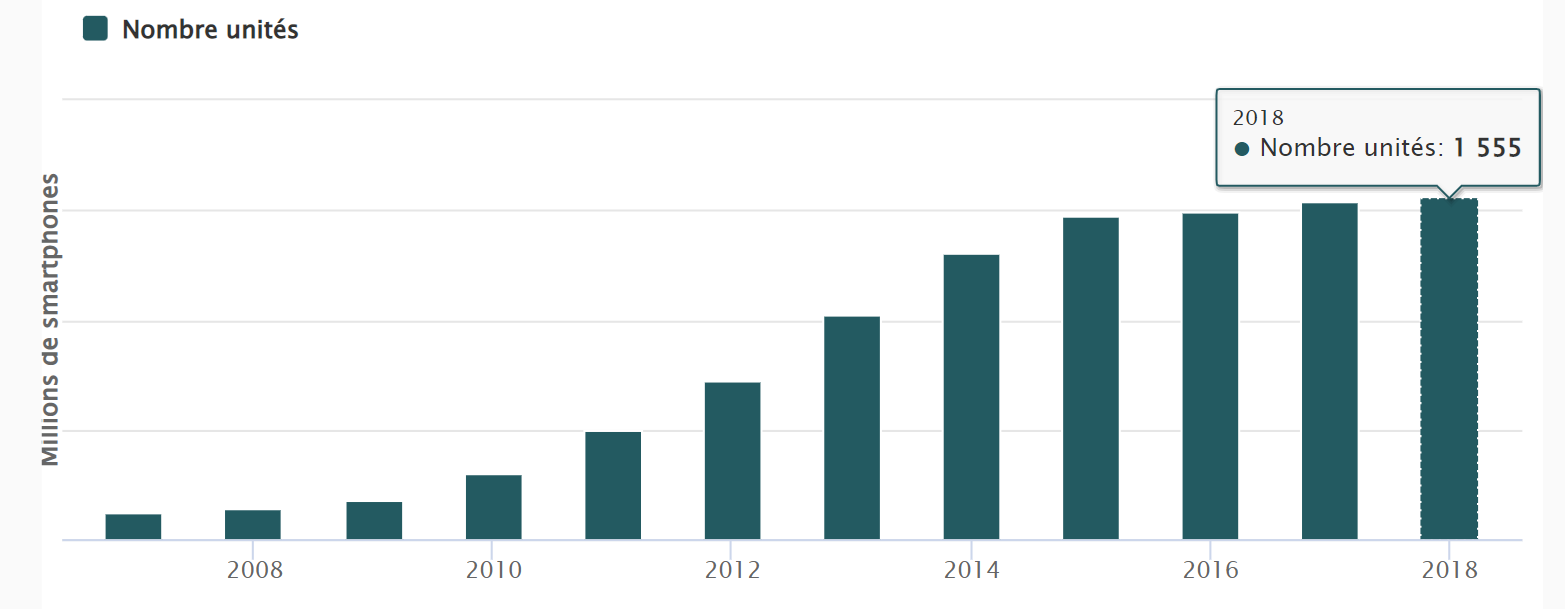 Nombre unités
2018
Nombre unités: 1 555
Millions de smartphones
2008 2010 2012 2014 2016 2018